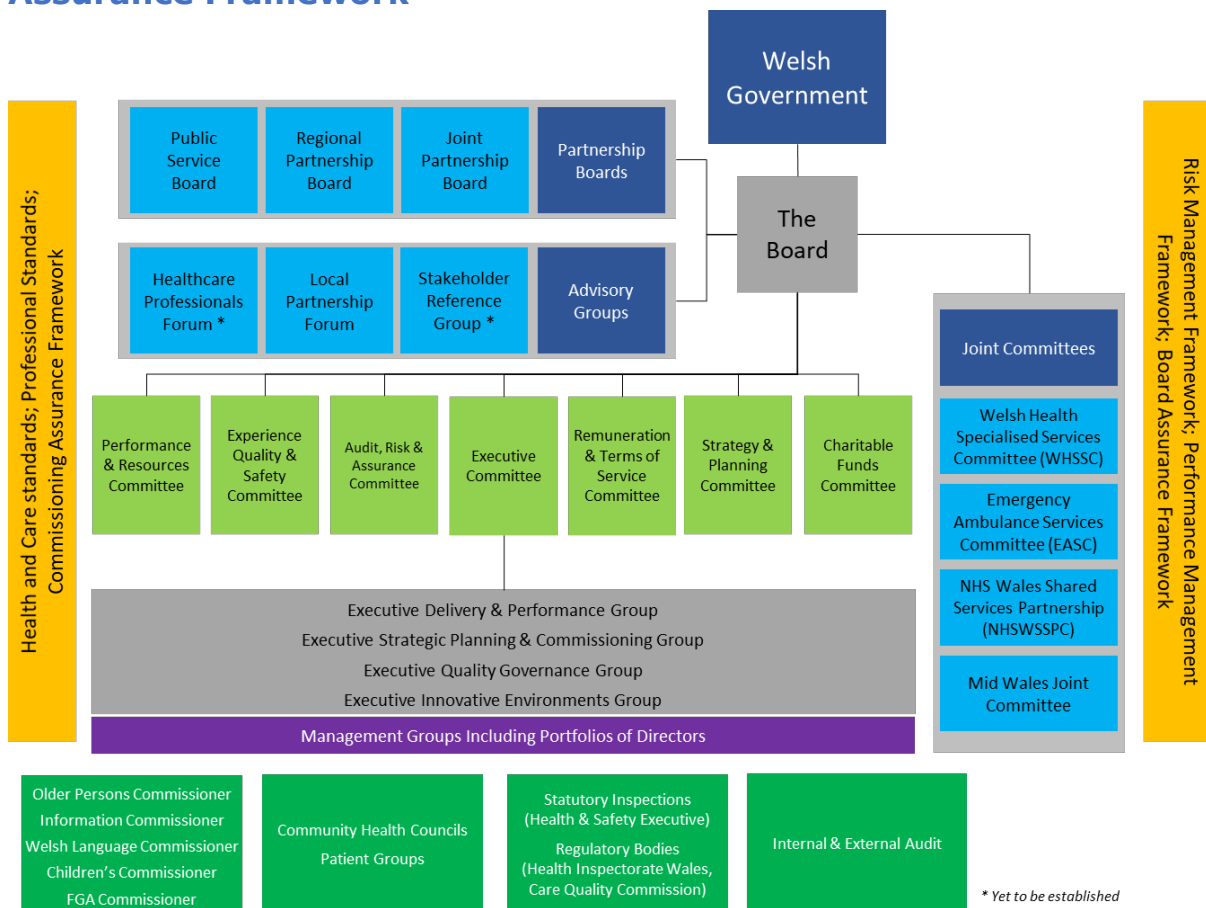 Assurance Framework
Welsh
Government
Public
Service
Board
Regional
Partnership
Board
Joint
Partnership
Board
Partnership
Boards
The
Board
Healthcare
Professionals
Forum *
Local
Partnership
Forum
Stakeholder
Reference
Group *
Advisory
Groups
Health and Care standards; Professional Standards;
Commissioning Assurance Framework
Risk Management Framework; Performance Management
Framework; Board Assurance Framework
Joint Committees
Welsh Health
Specialised Services
Committee (WHSSC)
Emergency
Ambulance Services
Committee (EASC)
NHS Wales Shared
Services Partnership
(NHSWSSPC)
Mid Wales Joint
Committee
Performance
& Resources
Committee
Experience
Quality &
Safety
Committee
Audit, Risk &
Assurance
Committee
Executive
Committee
Remuneration
& Terms of
Service
Committee
Strategy &
Planning
Committee
Charitable
Funds
Committee
Executive Delivery & Performance Group
Executive Strategic Planning & Commissioning Group
Executive Quality Governance Group
Executive Innovative Environments Group
Management Groups Including Portfolios of Directors
Older Persons Commissioner
Information Commissioner
Welsh Language Commissioner
Children's Commissioner
FGA Commissioner
Community Health Councils
Patient Groups
Statutory Inspections
(Health & Safety Executive)
Regulatory Bodies
(Health Inspectorate Wales,
Care Quality Commission)
Internal & External Audit
* Yet to be established